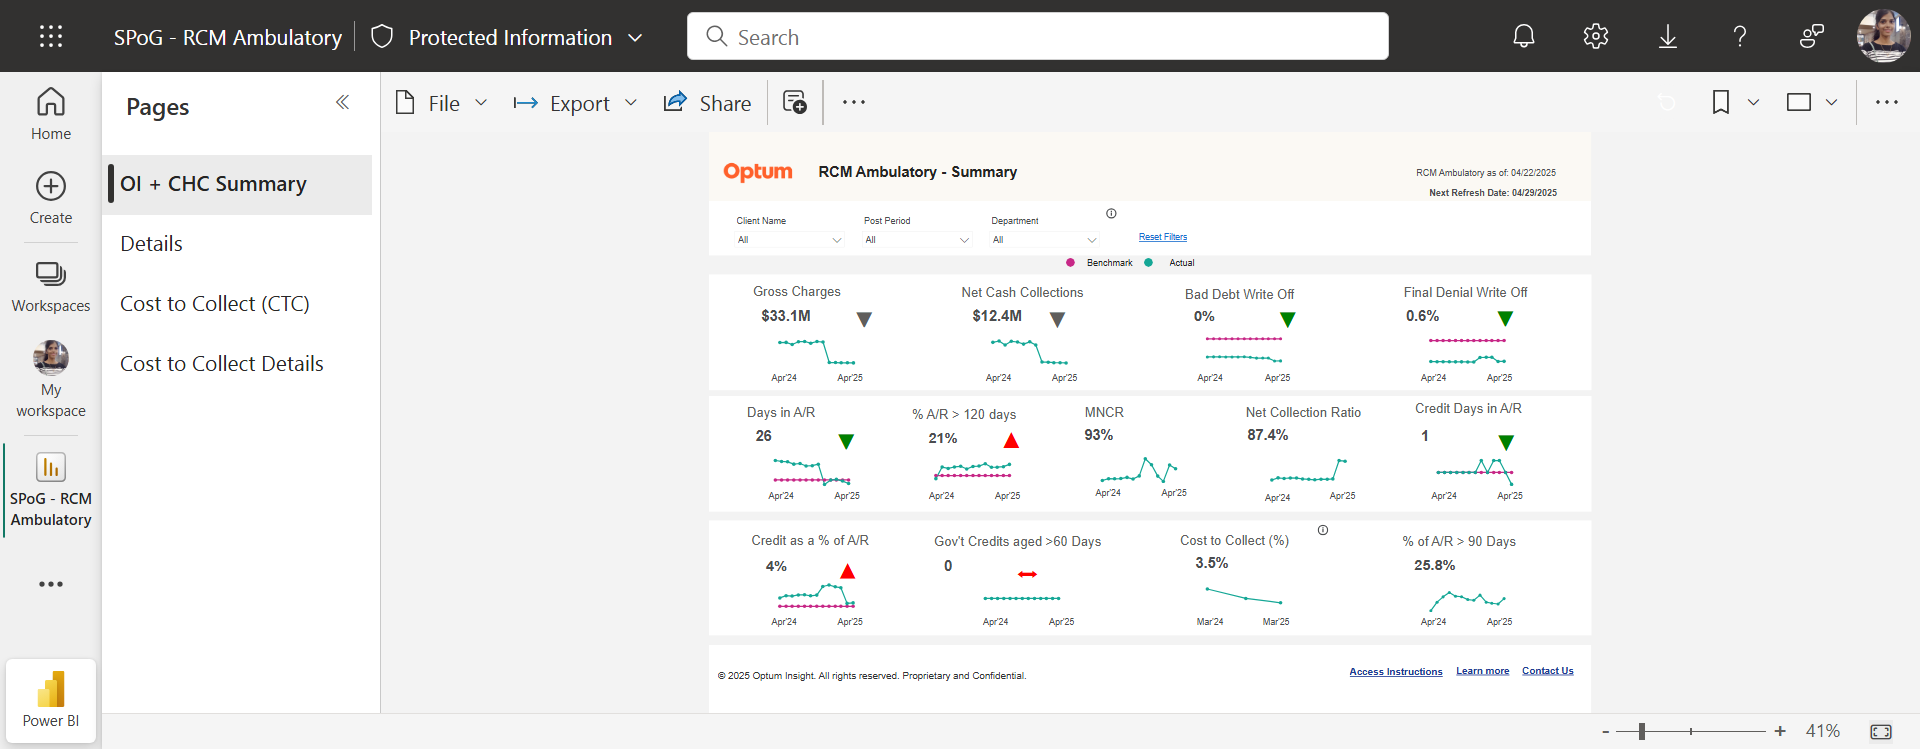 SPoG - RCM Ambulatory
Protected Information
Search
Home
Create
Workspaces
My
workspace
SPoG - RCM
Ambulatory
Power BI
Pages
OI + CHC Summary
Details
Cost to Collect (CTC)
Cost to Collect Details
File
Export
Share
Optum
RCM Ambulatory - Summary
RCM Ambulatory as of: 04/22/2025
Next Refresh Date: 04/29/2025
Client Name
Post Period
Department
All
All
All
Reset Filters
Benchmark
Actual
Gross Charges
$33.1M
Apr'24 Apr'25
Net Cash Collections
$12.4M
Apr'24 Apr'25
Bad Debt Write Off
0%
Apr'24 Apr'25
Final Denial Write Off
0.6%
Apr'24 Apr'25
Days in A/R
26
Apr'24 Apr'25
% A/R > 120 days
21%
Apr'24 Apr'25
MNCR
93%
Apr'24 Apr'25
Net Collection Ratio
87.4%
Apr'24 Apr'25
Credit Days in A/R
1
Apr'24 Apr'25
Credit as a % of A/R
4%
Apr'24 Apr'25
Gov't Credits aged >60 Days
0
Apr'24 Apr'25
Cost to Collect (%)
3.5%
Mar'24 Mar'25
% of A/R > 90 Days
25.8%
Apr'24 Apr'25
© 2025 Optum Insight. All rights reserved. Proprietary and Confidential.
Access Instructions
Learn more
Contact Us
- + 41%